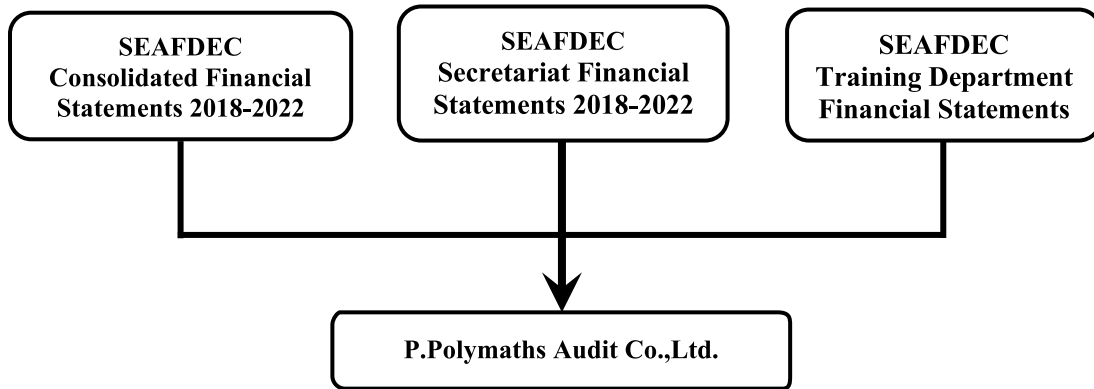 SEAFDEC
Consolidated Financial
Statements 2018-2022
SEAFDEC
Secretariat Financial
Statements 2018-2022
SEAFDEC
Training Department
Financial Statements
P.Polymaths Audit Co.,Ltd.